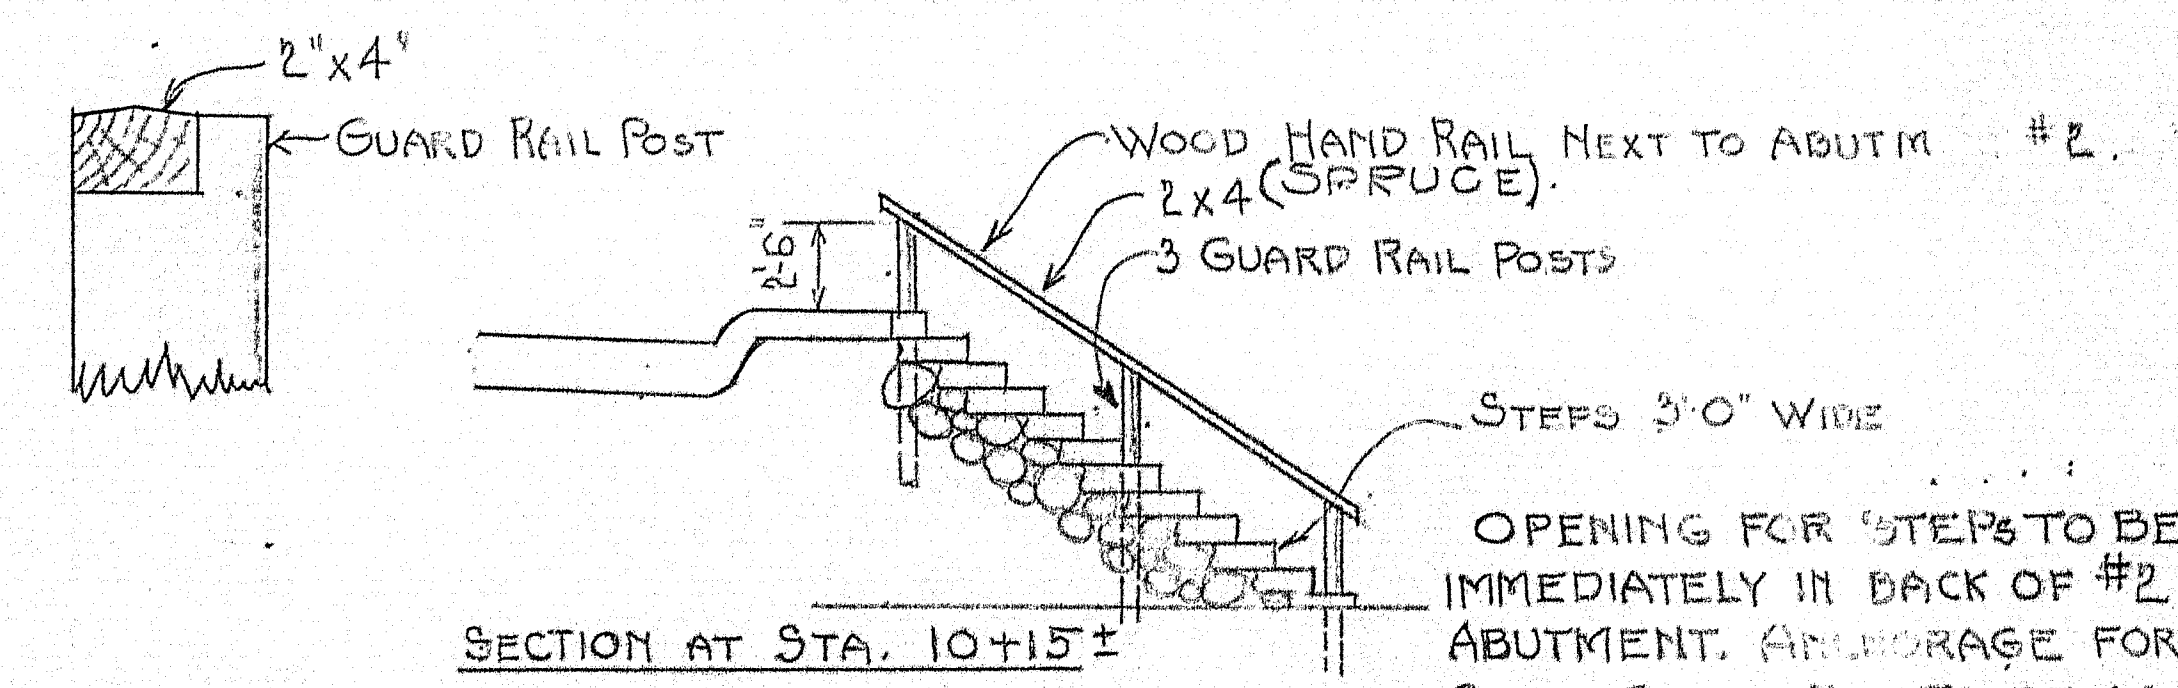 2"x4"
GUARD RAIL POST
WOOD HAND RAIL NEXT TO ABUTM #2.
2x4 (SPRUCE).
3 GUARD RAIL POSTS
2'-6"
STEPS 3'-0" WIDE
OPENING FOR STEPS TO BE
IMMEDIATELY IN BACK OF #2
ABUTMENT. ANCHORAGE FOR
SECTION AT STA. 10+15±